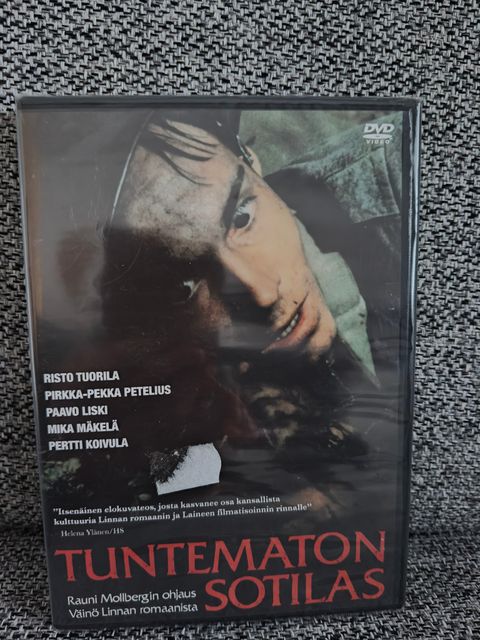 DVD
VIDEO
RISTO TUORILA
PIRKKA-PEKKA PETELIUS
PAAVO LISKI
MIKA MÄKELÄ
PERTTI KOIVULA
"Itsenäinen elokuvateos, josta kasvanee osa kansallista
kulttuuria Linnan romaanin ja Laineen filmatisoinnin rinnalle"
Helena Ylänen/HS
TUNTEMATON
SOTILAS
Rauni Mollbergin ohjaus
Väinö Linnan romaanista